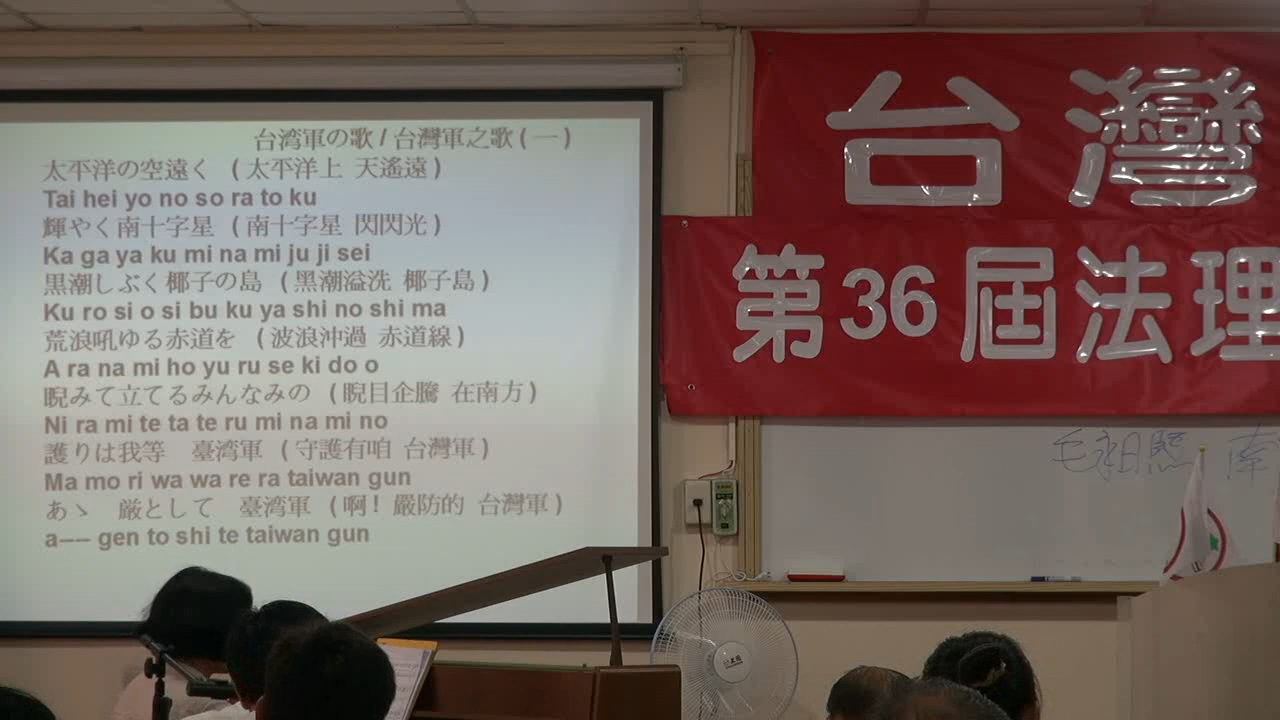 台湾軍の歌 / 台灣軍之歌 ( 一 )
太平洋の空遠く ( 太平洋上 天遙遠 )
Tai hei yo no so ra to ku
輝やく南十字星 ( 南十字星 閃閃光 )
Ka ga ya ku mi na mi ju ji sei
黒潮しぶく椰子の島 ( 黑潮溢洗 椰子島 )
Ku ro si o si bu ku ya shi no shi ma
荒浪吼ゆる赤道を ( 波浪沖過 赤道線 )
A ra na mi ho yu ru se ki do o
睨みて立てるみんなみの ( 睨目企騰 在南方 )
Ni ra mi te ta te ru mi na mi no
護りは我等 臺湾軍 ( 守護有咱 台灣軍 )
Ma mo ri wa wa re ra taiwan gun
あゝ 厳として 臺湾軍 ( 啊! 嚴防的 台灣軍 )
a---- gen to shi te taiwan gun
台灣
第36屆法理